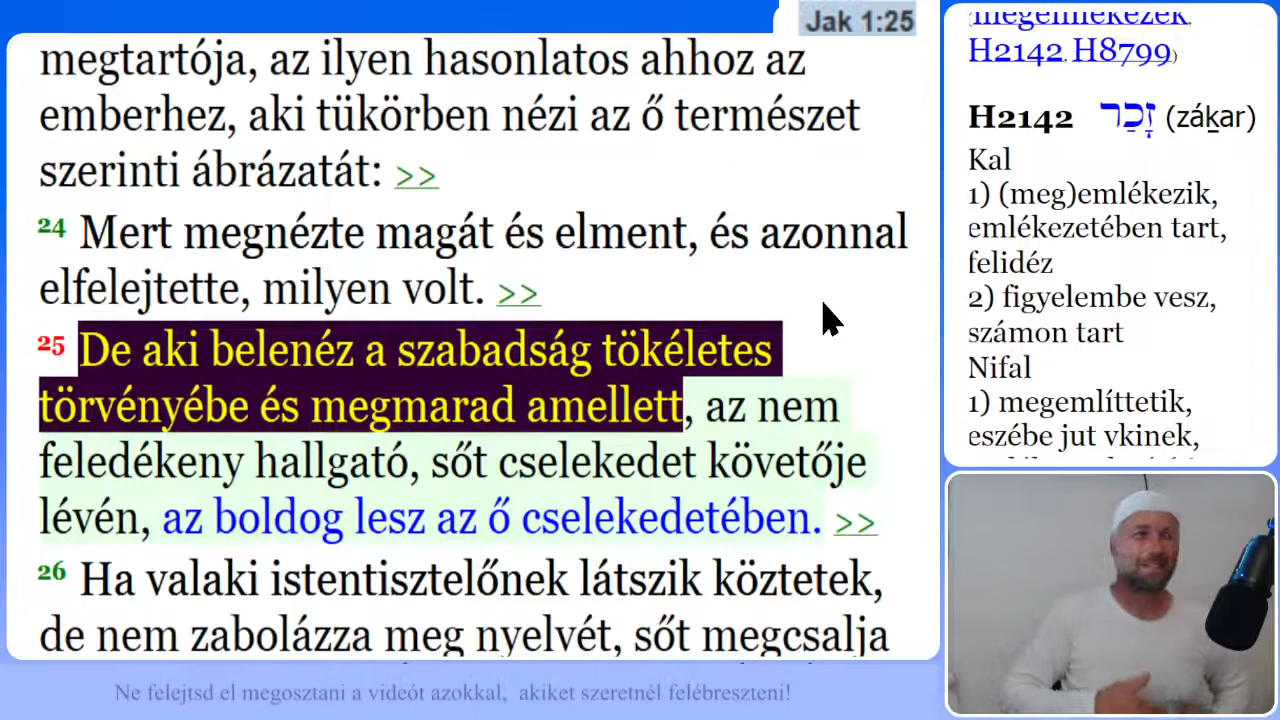 Jak 1:25
megtartója, az ilyen hasonlatos ahhoz az
emberhez, aki tükörben nézi az ő természet
szerinti ábrázatát: >>
24 Mert megnézte magát és elment, és azonnal
elfelejtette, milyen volt. >>
25 De aki belenéz a szabadság tökéletes
törvényébe és megmarad amellett, az nem
feledékeny hallgató, sőt cselekedet követője
lévén, az boldog lesz az ő cselekedetében. >>
26 Ha valaki istentisztelőnek látszik köztetek,
de nem zabolázza meg nyelvét, sőt megcsalja
Ne felejtsd el megosztani a videót azokkal, akiket szeretnél felébreszteni!
(megemlékezek,
H2142, H8799)
H2142 זָכַר (zákar)
Kal
1) (meg)emlékezik,
emlékezetében tart,
felidéz
2) figyelembe vesz,
számon tart
Nifal
1) megemlíttetik,
eszébe jut vkinek,